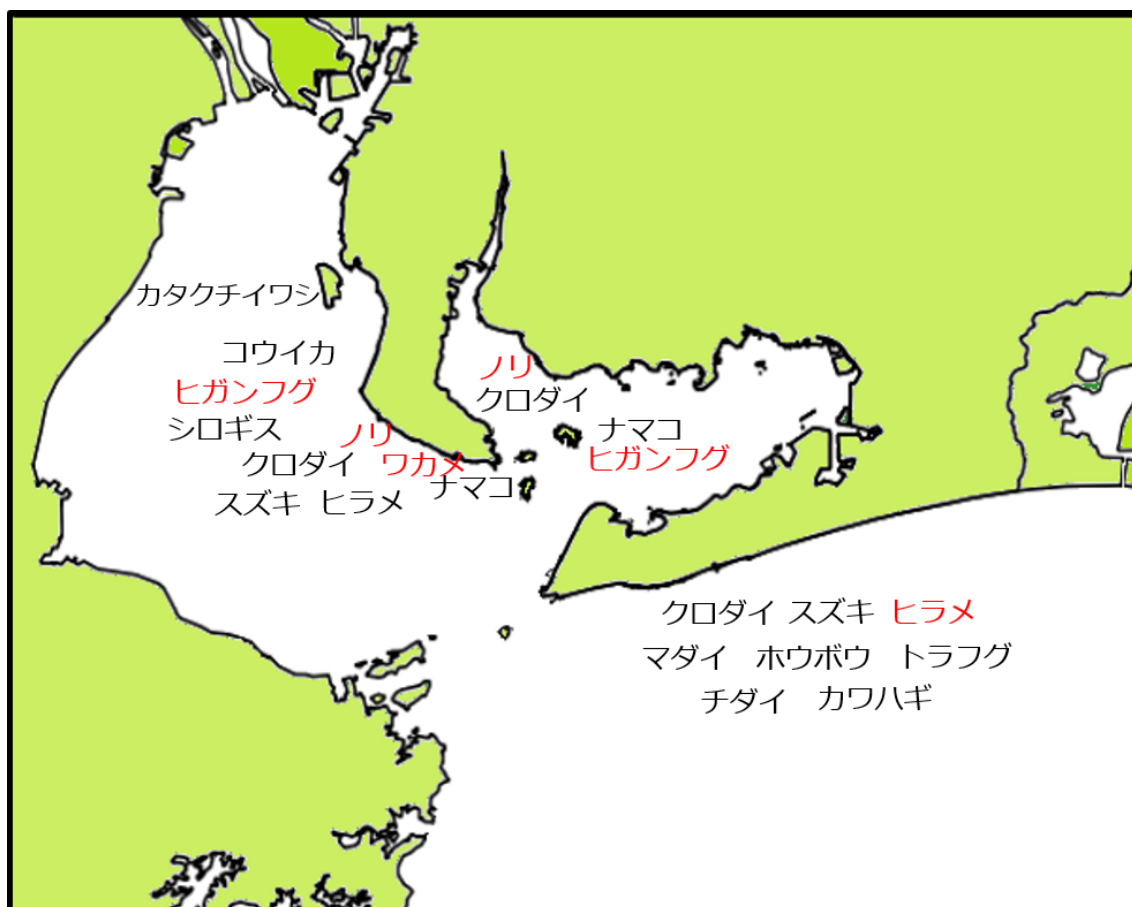 カタクチイワシ
コウイカ
ヒガンフグ
シロギス
ノリ
クロダイ ワカメ
スズキ ヒラメ ナマコ
ノリ
クロダイ
ナマコ
ヒガンフグ
クロダイ スズキ ヒラメ
マダイ ホウボウ トラフグ
チダイ カワハギ